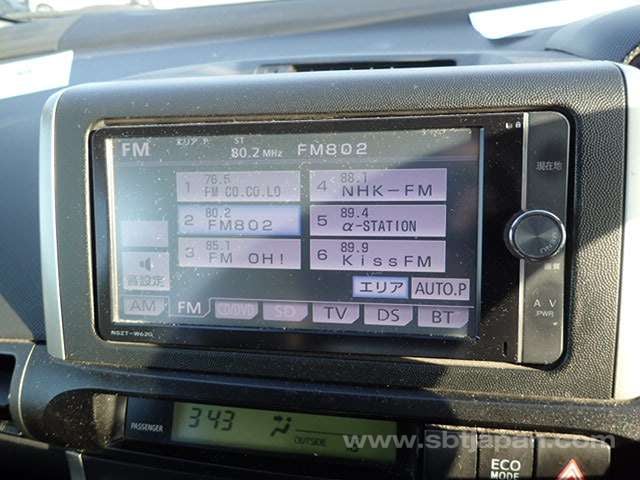 FM エリア P ST 80.2 MHz FM802
1 76.5 FM CO.CO.LO
4 88.1 NHK-FM
2 80.2 FM802
5 89.4 α-STATION
3 85.1 FM OH!
6 89.9 KissFM
音設定
エリア AUTO.P
AM FM CD/DVD SD TV DS BT
NSZT-W62G
現在地
画質
AV
/PWR
PASSENGER 3:43 OUTSIDE
ECO
MODE
www.sbtjapan.com